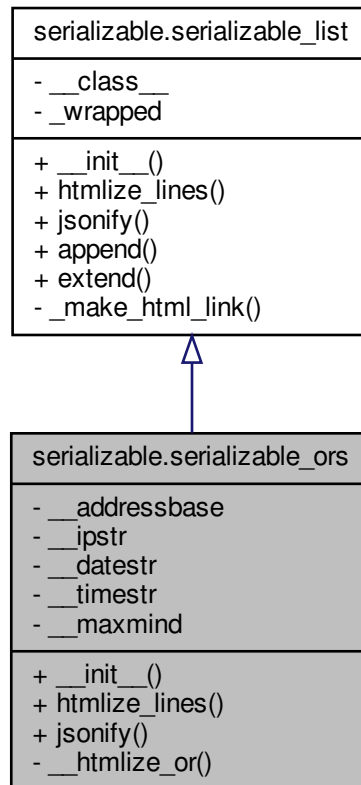 serializable.serializable_list
- __class__
- _wrapped
+ __init__()
+ htmlize_lines()
+ jsonify()
+ append()
+ extend()
- _make_html_link()
serializable.serializable_ors
- __addressbase
- __ipstr
- __datestr
- __timestr
- __maxmind
+ __init__()
+ htmlize_lines()
+ jsonify()
- __htmlize_or()